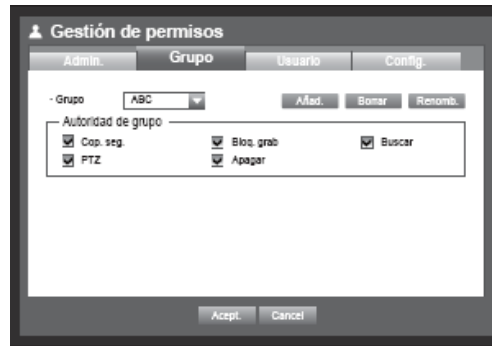 Gestión de permisos
Admin. Grupo Usuario Config.
- Grupo ABC Añad. Borrar Renomb.
Autoridad de grupo
Cop. seg. Bloq. grab Buscar
PTZ Apagar
Acept. Cancel